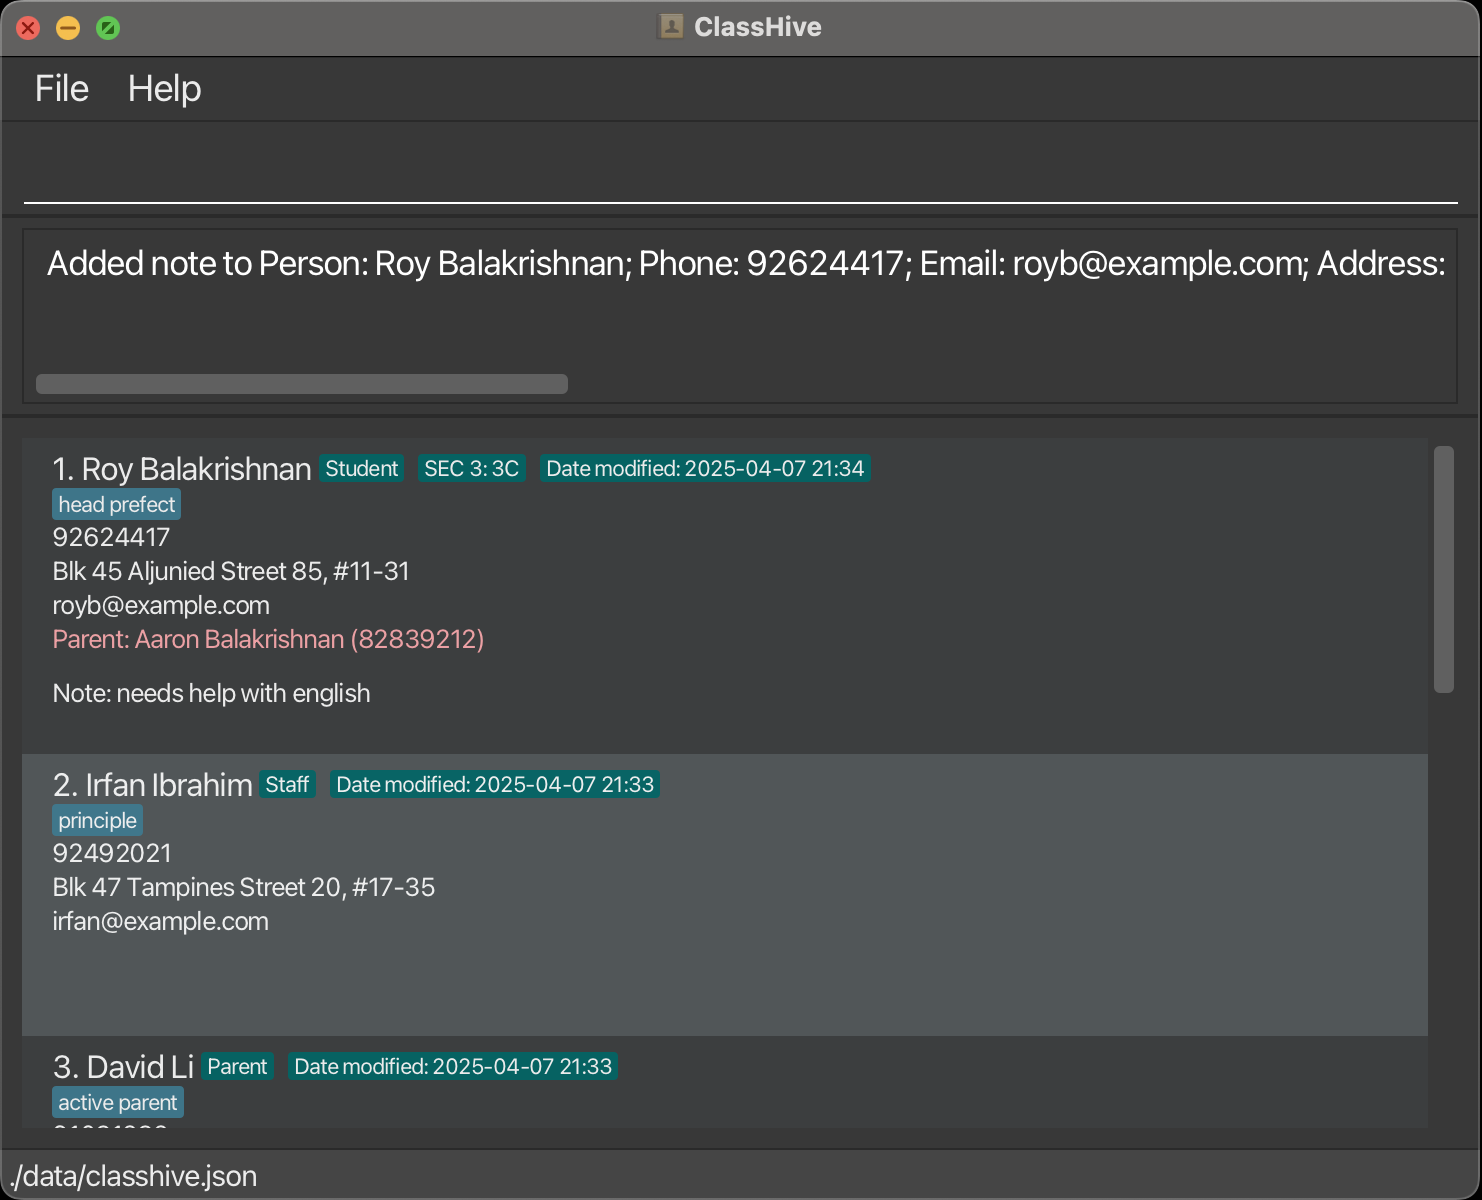 ClassHive
File Help
Added note to Person: Roy Balakrishnan; Phone: 92624417; Email: royb@example.com; Address:
1. Roy Balakrishnan Student SEC 3: 3C Date modified: 2025-04-07 21:34
head prefect
92624417
Blk 45 Aljunied Street 85, #11-31
royb@example.com
Parent: Aaron Balakrishnan (82839212)
Note: needs help with english
2. Irfan Ibrahim Staff Date modified: 2025-04-07 21:33
principle
92492021
Blk 47 Tampines Street 20, #17-35
irfan@example.com
3. David Li Parent Date modified: 2025-04-07 21:33
active parent
./data/classhive.json